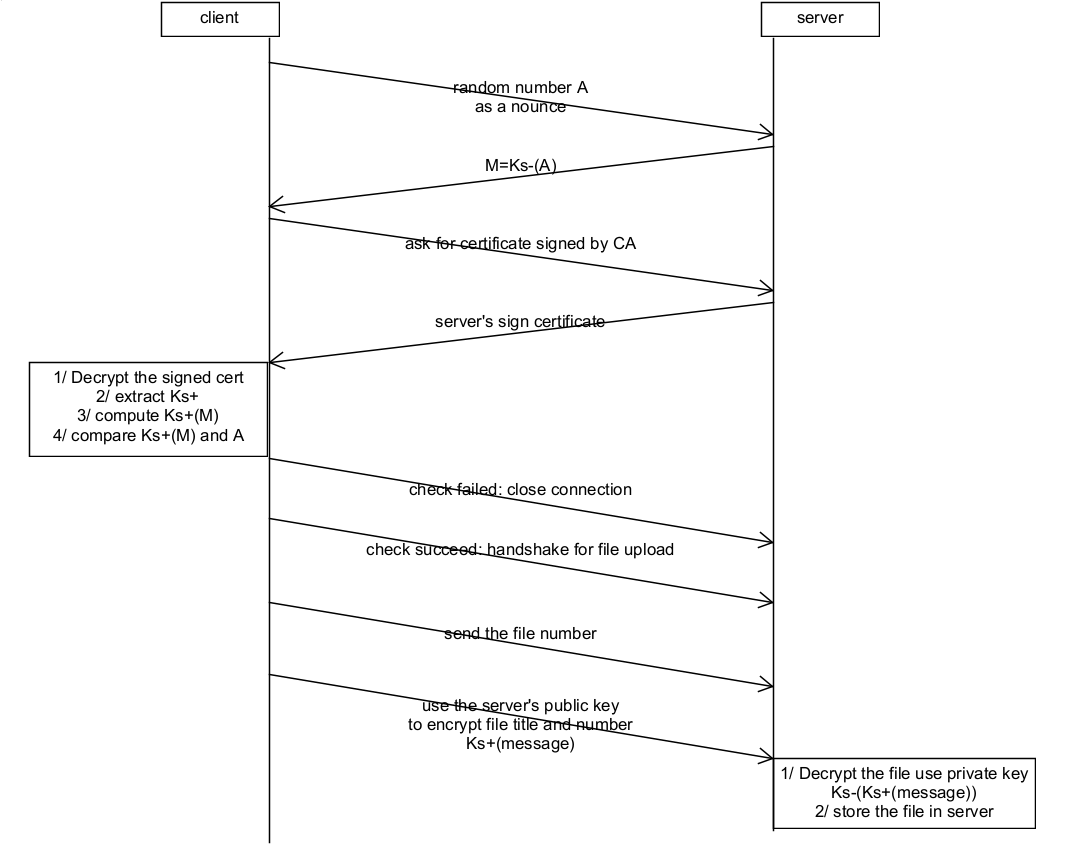 client
server
random number A
as a nounce
M=Ks-(A)
ask for certificate signed by CA
server's sign certificate
1/ Decrypt the signed cert
2/ extract Ks+
3/ compute Ks+(M)
4/ compare Ks+(M) and A
check failed: close connection
check succeed: handshake for file upload
send the file number
use the server's public key
to encrypt file title and number
Ks+(message)
1/ Decrypt the file use private key
Ks-(Ks+(message))
2/ store the file in server